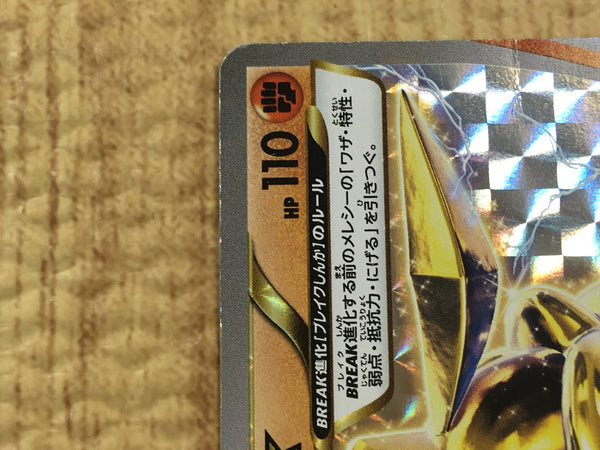 HP 110
BREAK進化[ブレイクしんか]のルール
BREAK進化する前のメレシーの「ワザ・特性・
弱点・抵抗力・にげる」を引きつぐ。